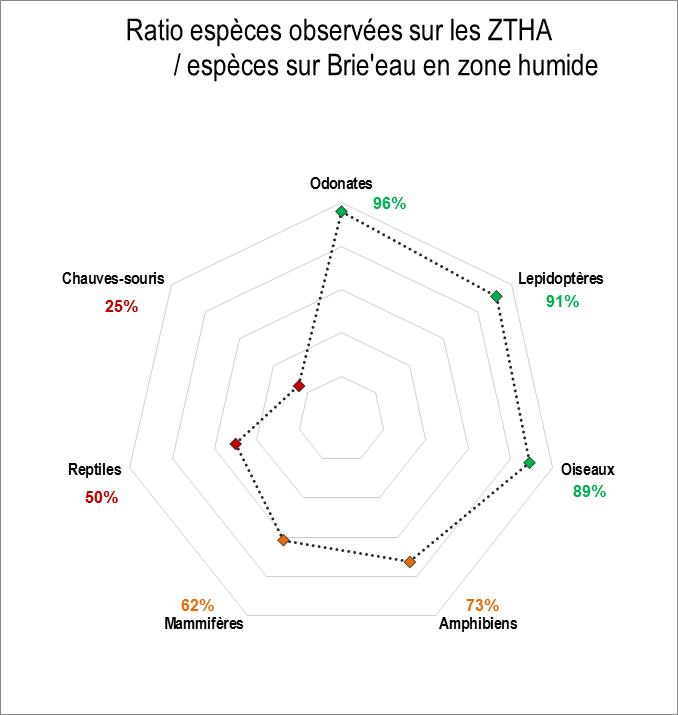 Ratio espèces observées sur les ZTHA
/ espèces sur Brie'eau en zone humide
Odonates
96%
Chauves-souris
25%
Lepidoptères
91%
Reptiles
50%
Oiseaux
89%
62%
Mammifères
73%
Amphibiens